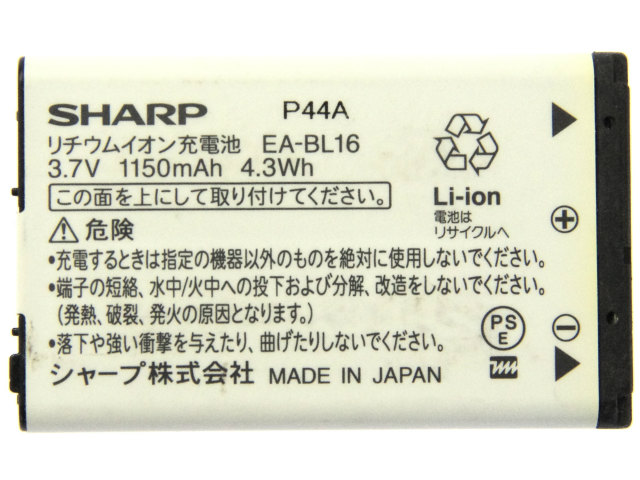 SHARP P44A
リチウムイオン充電池 EA-BL16
3.7V 1150mAh 4.3Wh
この面を上にして取り付けてください
Li-ion
電池は
リサイクルへ
⚠危険
•充電するときは指定の機器以外のものを絶対に使用しないでください。
•端子の短絡、水中/火中への投下および分解、改造をしないでください。
(発熱、破裂、発火の原因となります)
•落下や強い衝撃を与えたり、曲げたりしないでください。
シャープ株式会社 MADE IN JAPAN
PS
E
+
−